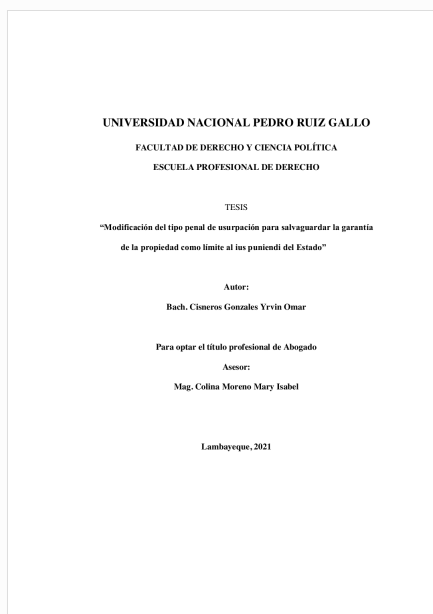 UNIVERSIDAD NACIONAL PEDRO RUIZ GALLO
FACULTAD DE DERECHO Y CIENCIA POLÍTICA
ESCUELA PROFESIONAL DE DERECHO
TESIS
“Modificación del tipo penal de usurpación para salvaguardar la garantía
de la propiedad como límite al ius puniendi del Estado”
Autor:
Bach. Cisneros Gonzales Yrvin Omar
Para optar el título profesional de Abogado
Asesor:
Mag. Colina Moreno Mary Isabel
Lambayeque, 2021